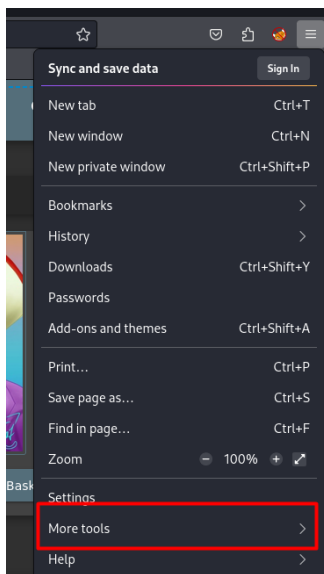 Sync and save data Sign In
New tab Ctrl+T
New window Ctrl+N
New private window Ctrl+Shift+P
Bookmarks
History
Downloads Ctrl+Shift+Y
Passwords
Add-ons and themes Ctrl+Shift+A
Print… Ctrl+P
Save page as… Ctrl+S
Find in page… Ctrl+F
Zoom − 100% +
Bask
Settings
More tools
Help